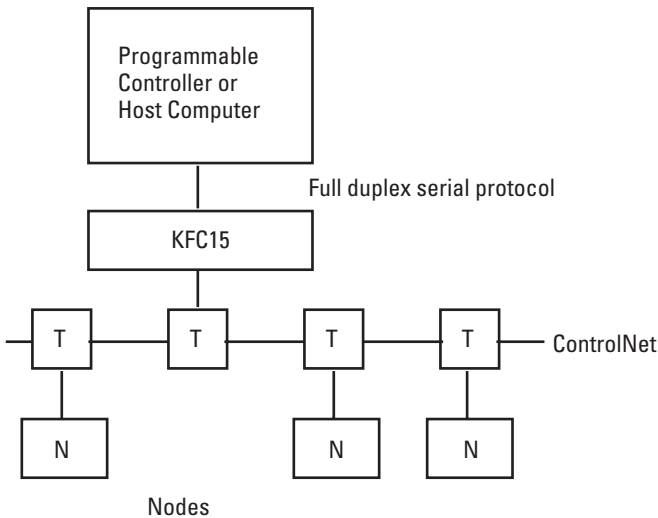 Programmable
Controller or
Host Computer
Full duplex serial protocol
KFC15
T T T T
ControlNet
N N N
Nodes